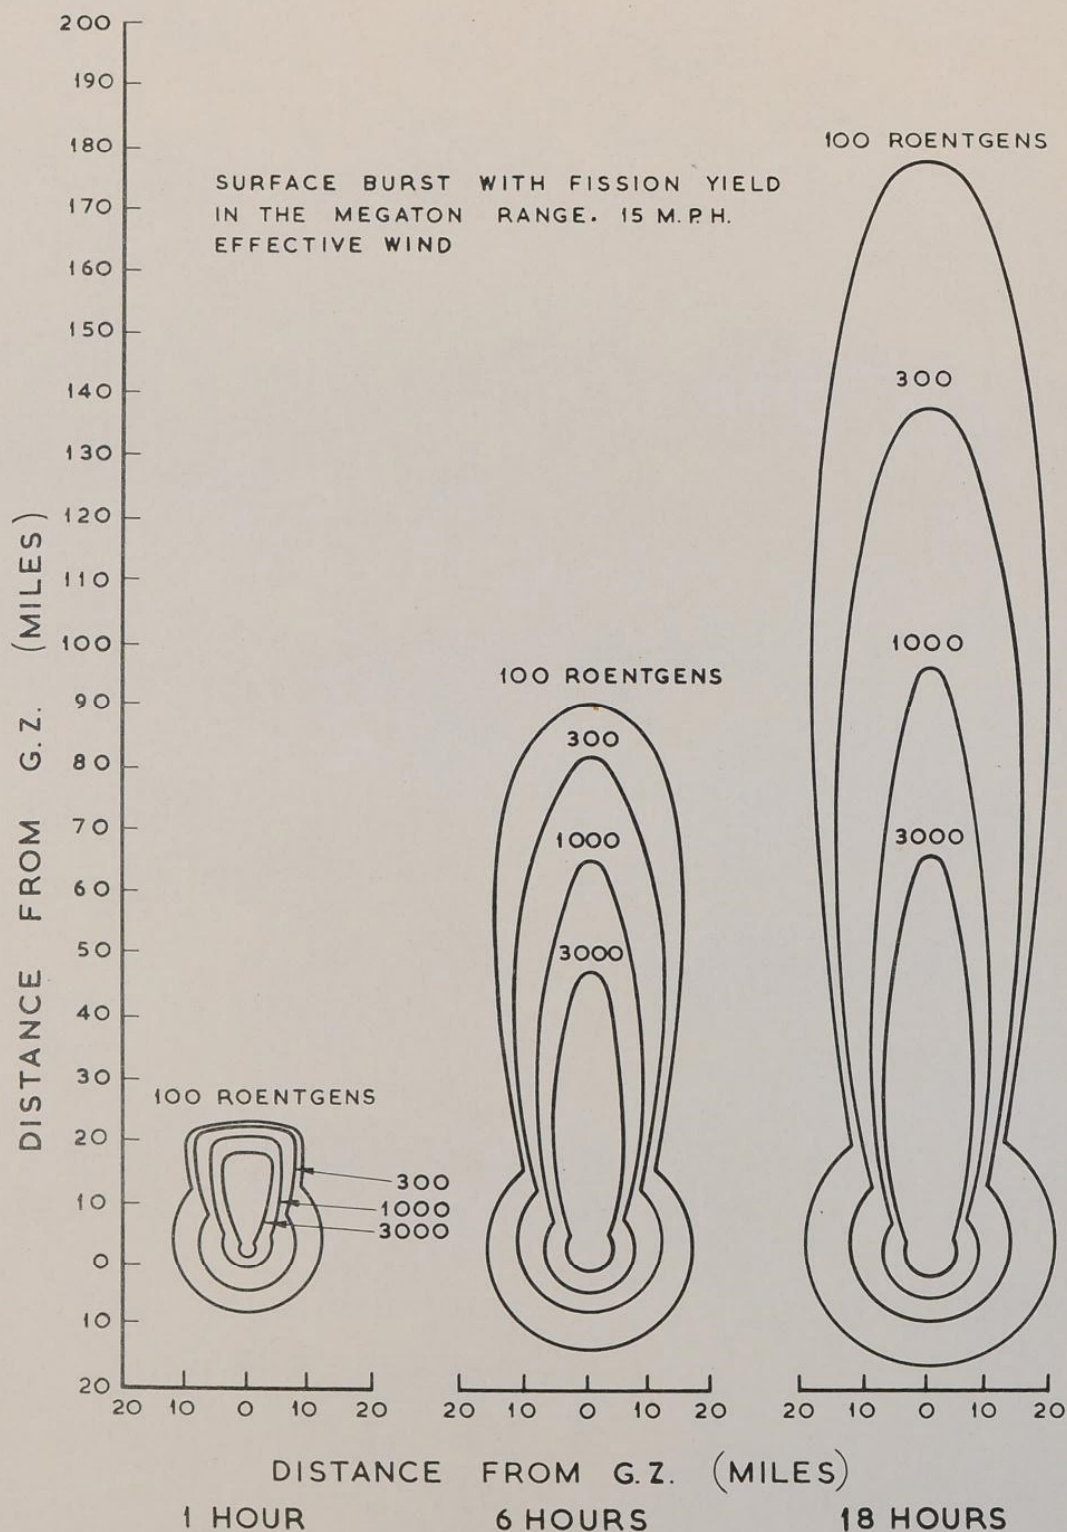 200
190
180
170
160
150
140
130
120
110
100
90
80
70
60
50
40
30
20
10
0
10
20
DISTANCE FROM G.Z. (MILES)
SURFACE BURST WITH FISSION YIELD
IN THE MEGATON RANGE. 15 M.P.H.
EFFECTIVE WIND
100 ROENTGENS
300
1000
3000
100 ROENTGENS
300
1000
3000
100 ROENTGENS
300
1000
3000
20 10 0 10 20
20 10 0 10 20
20 10 0 10 20
DISTANCE FROM G.Z. (MILES)
1 HOUR
6 HOURS
18 HOURS